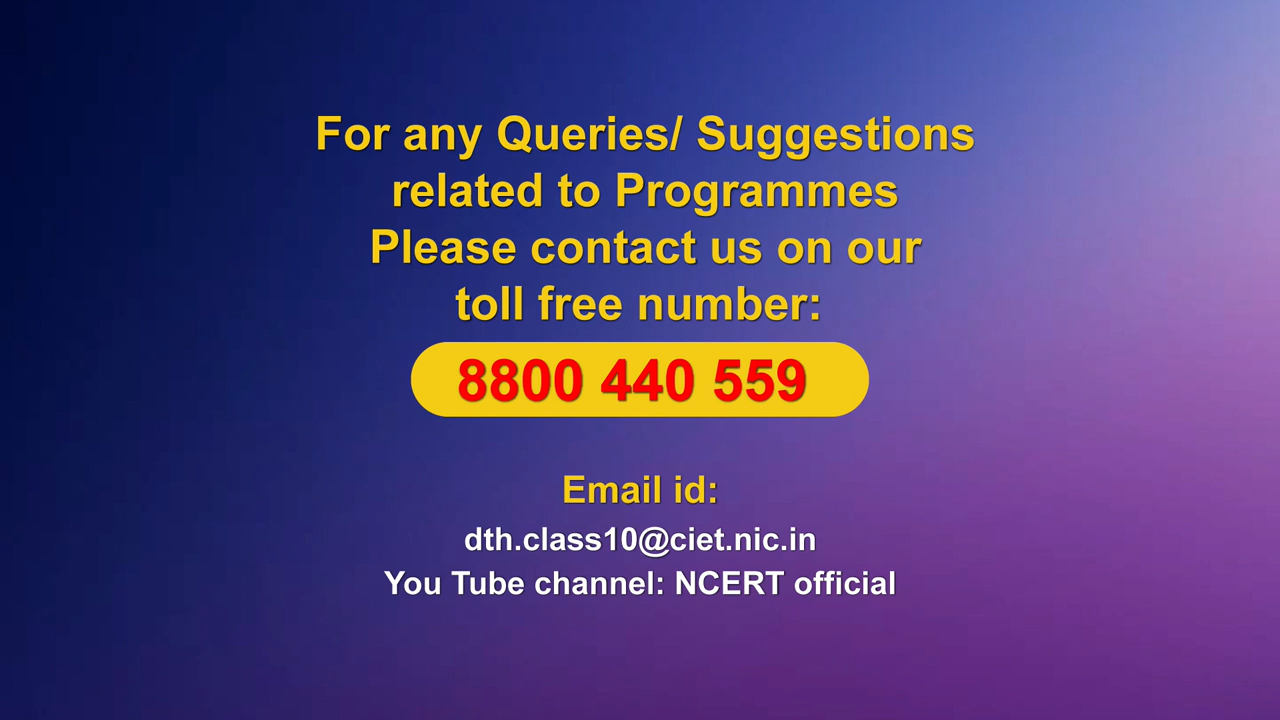 For any Queries/ Suggestions
related to Programmes
Please contact us on our
toll free number:
8800 440 559
Email id:
dth.class10@ciet.nic.in
You Tube channel: NCERT official